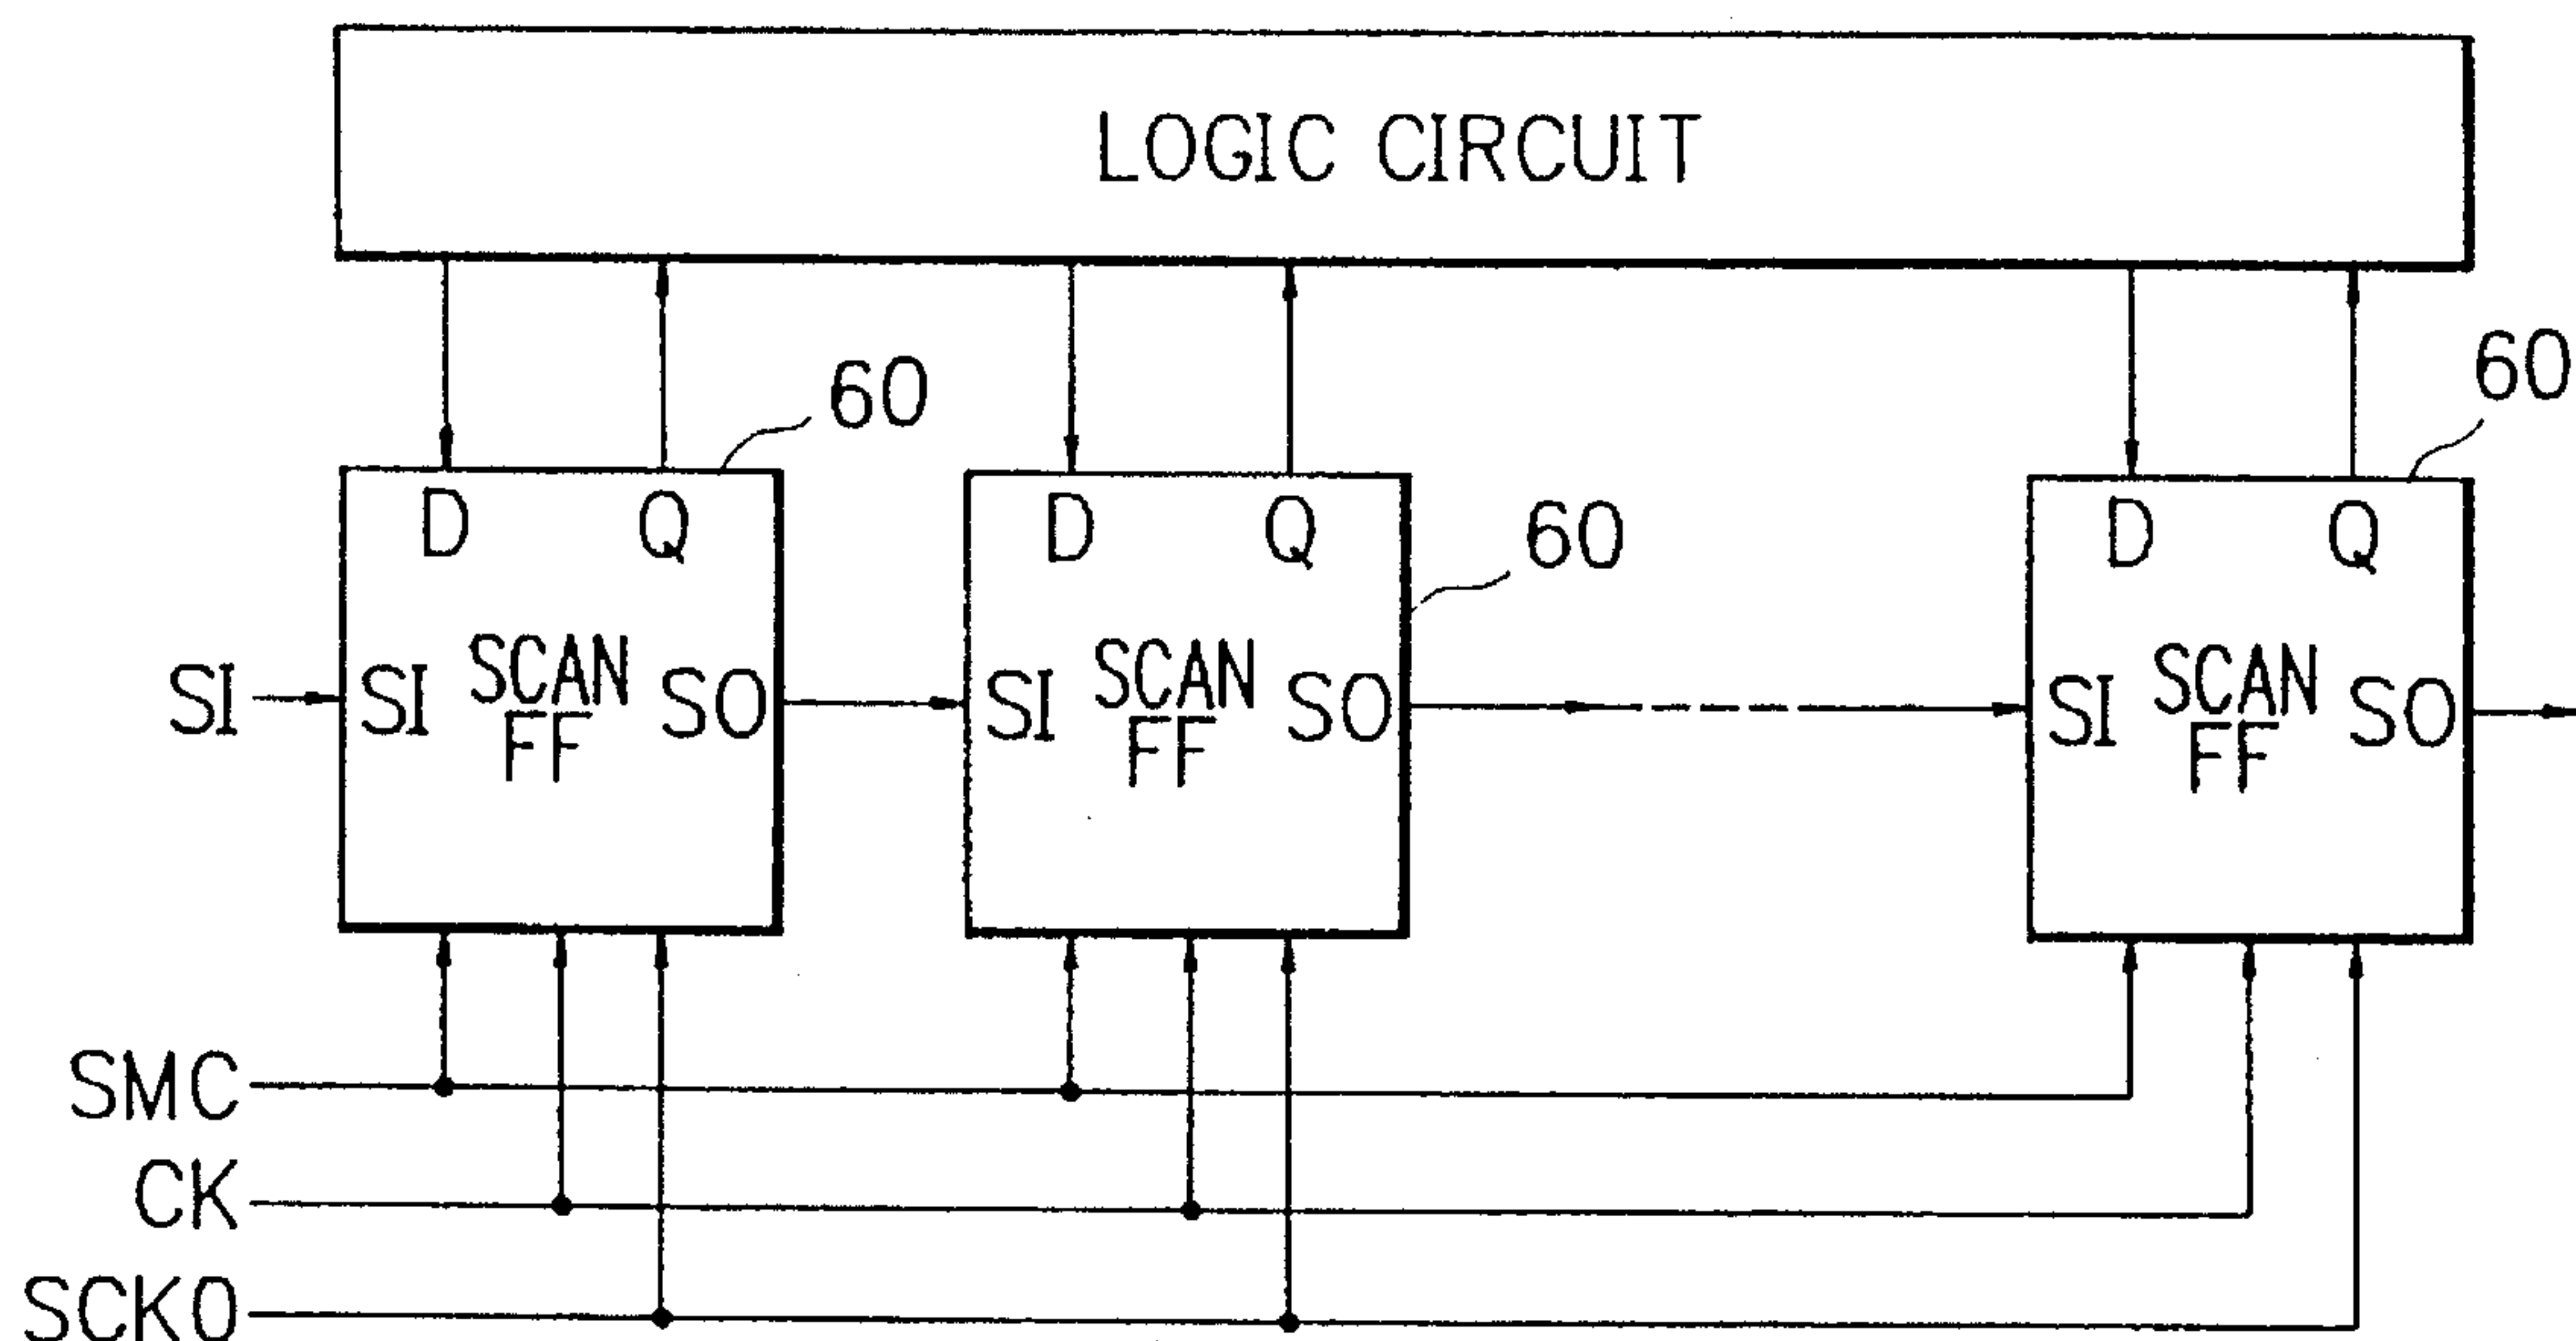 LOGIC CIRCUIT
60
60
60
D Q
D Q
D Q
SI
SI SCAN FF SO
SI SCAN FF SO
SI SCAN FF SO
SMC
CK
SCK0